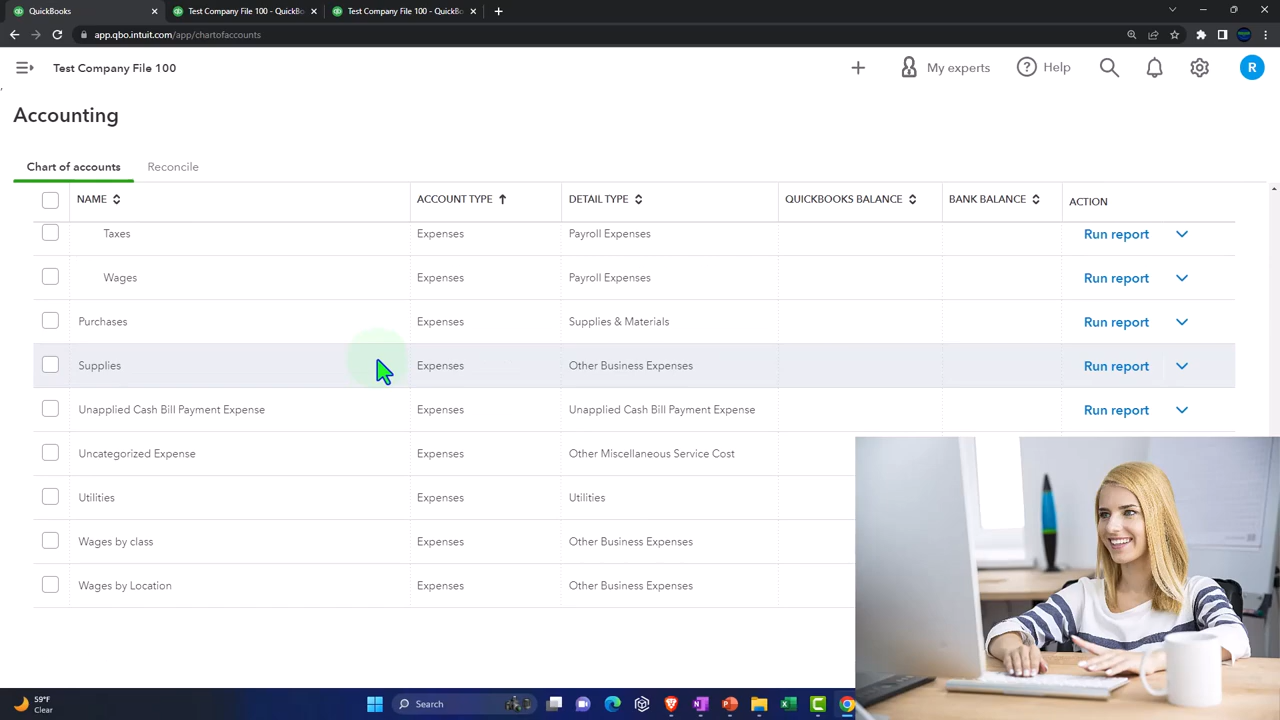 QuickBooks
Test Company File 100 - QuickBo
Test Company File 100 - QuickBo
app.qbo.intuit.com/app/chartofaccounts
Test Company File 100
My experts
Help
R
Accounting
Chart of accounts
Reconcile
NAME
ACCOUNT TYPE
DETAIL TYPE
QUICKBOOKS BALANCE
BANK BALANCE
ACTION
Taxes Expenses Payroll Expenses Run report
Wages Expenses Payroll Expenses Run report
Purchases Expenses Supplies & Materials Run report
Supplies Expenses Other Business Expenses Run report
Unapplied Cash Bill Payment Expense Expenses Unapplied Cash Bill Payment Expense Run report
Uncategorized Expense Expenses Other Miscellaneous Service Cost
Utilities Expenses Utilities
Wages by class Expenses Other Business Expenses
Wages by Location Expenses Other Business Expenses
59°F
Clear
Search